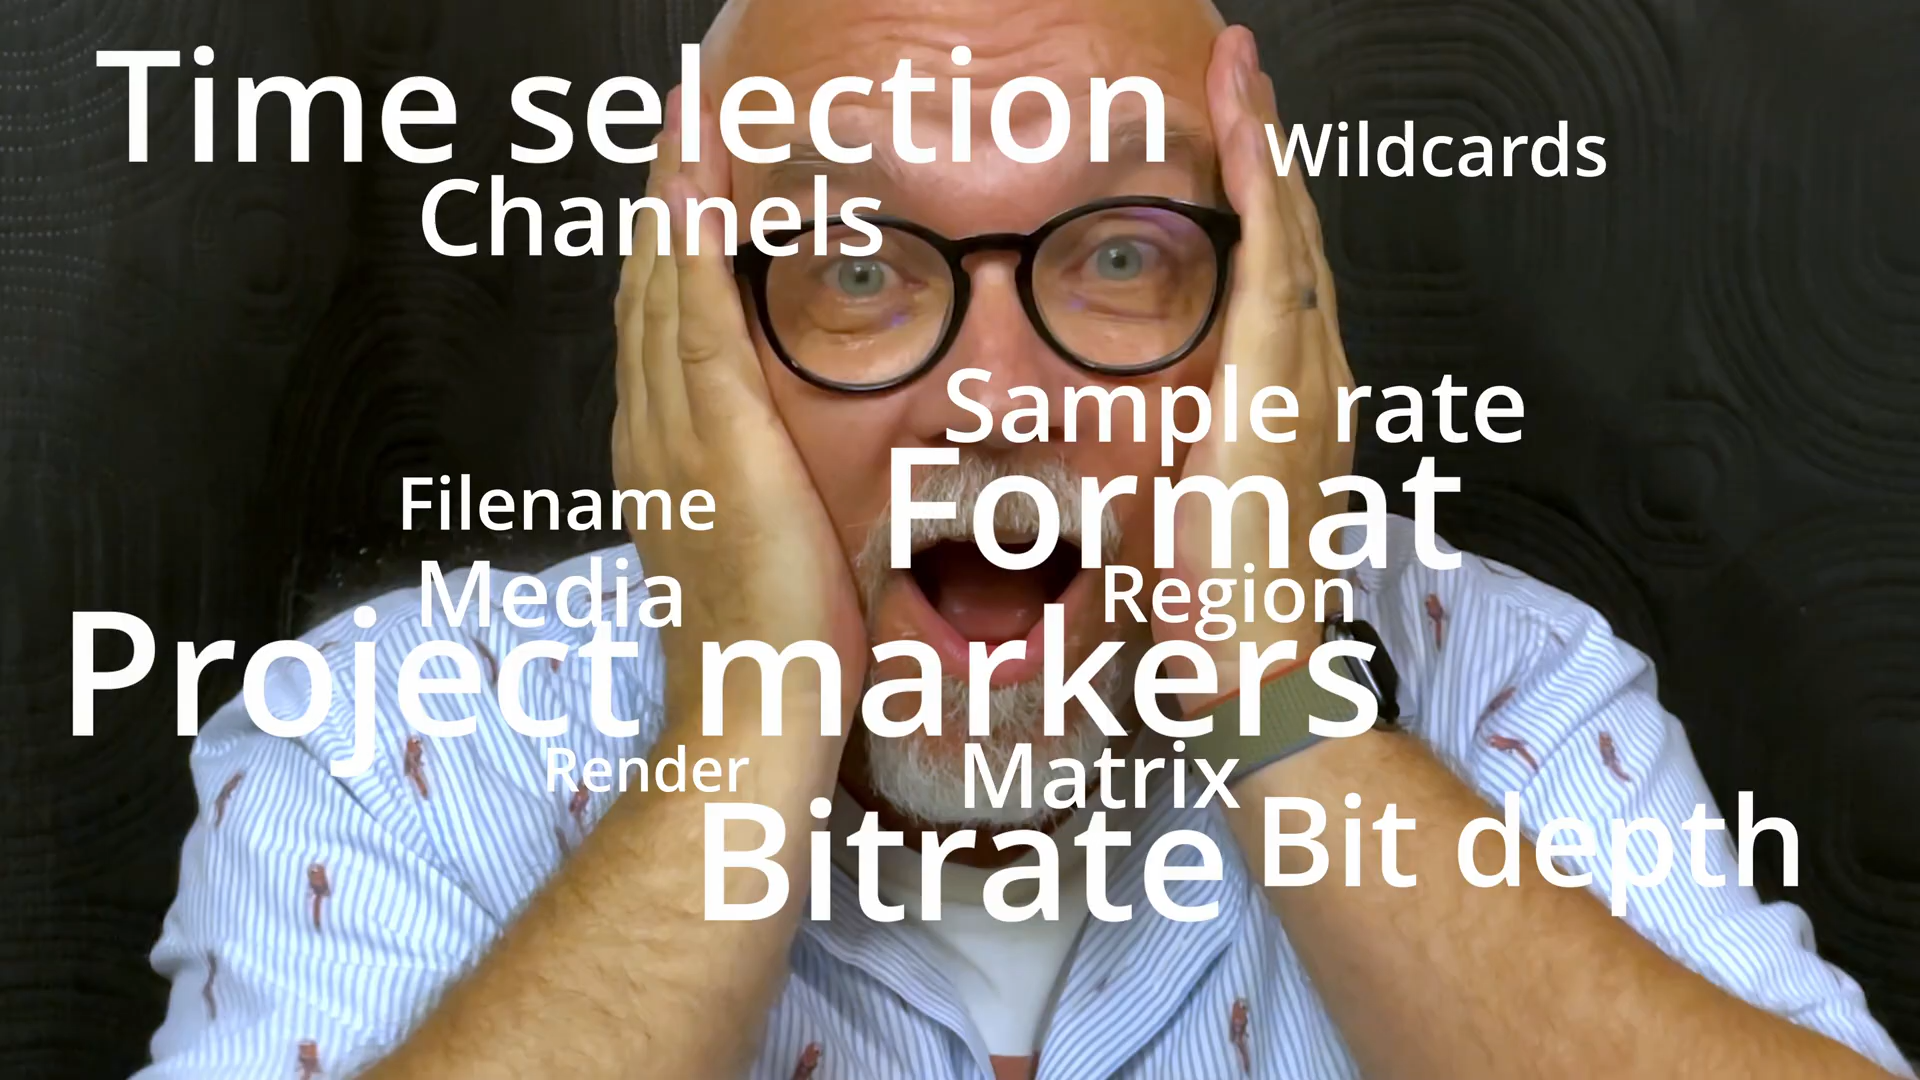 Time selection
Wildcards
Channels
Sample rate
Format
Filename
Media
Region
Project markers
Render
Matrix
Bitrate
Bit depth